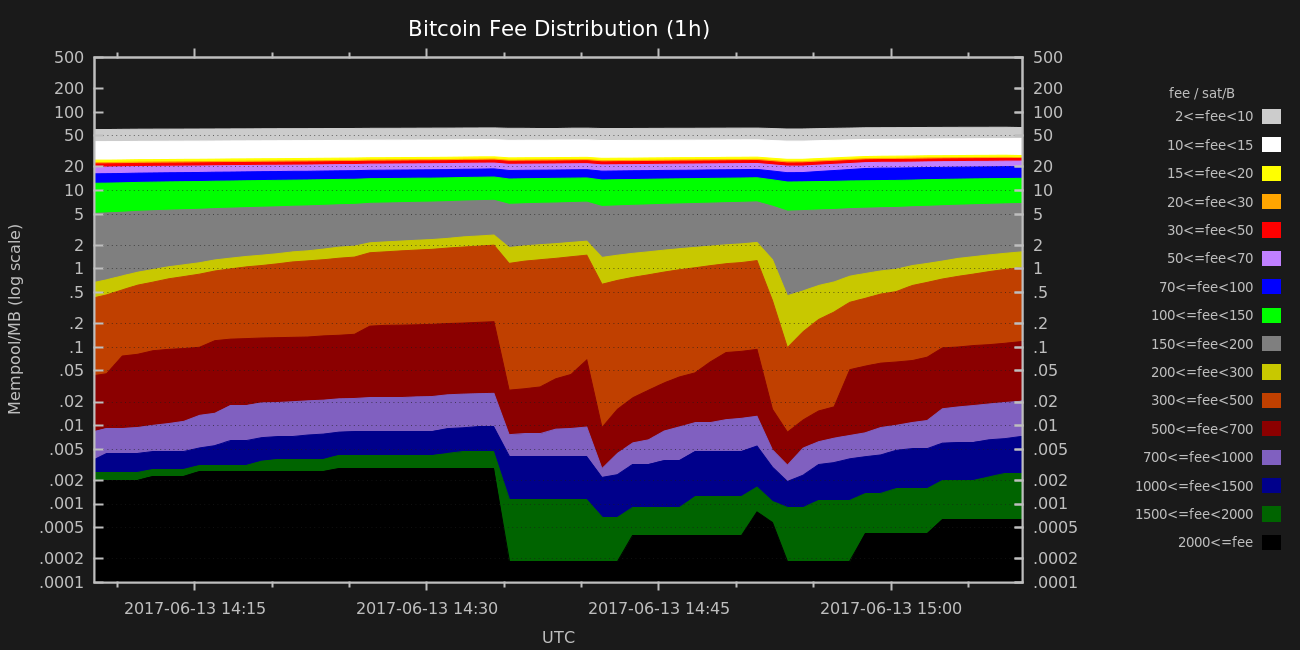 Bitcoin Fee Distribution (1h)
500 500
200 200
100 100
50 50
20 20
10 10
5 5
2 2
1 1
.5 .5
.2 .2
.1 .1
.05 .05
.02 .02
.01 .01
.005 .005
.002 .002
.001 .001
.0005 .0005
.0002 .0002
.0001 .0001
Mempool/MB (log scale)
2017-06-13 14:15 2017-06-13 14:30 2017-06-13 14:45 2017-06-13 15:00
UTC
fee / sat/B
2<=fee<10
10<=fee<15
15<=fee<20
20<=fee<30
30<=fee<50
50<=fee<70
70<=fee<100
100<=fee<150
150<=fee<200
200<=fee<300
300<=fee<500
500<=fee<700
700<=fee<1000
1000<=fee<1500
1500<=fee<2000
2000<=fee